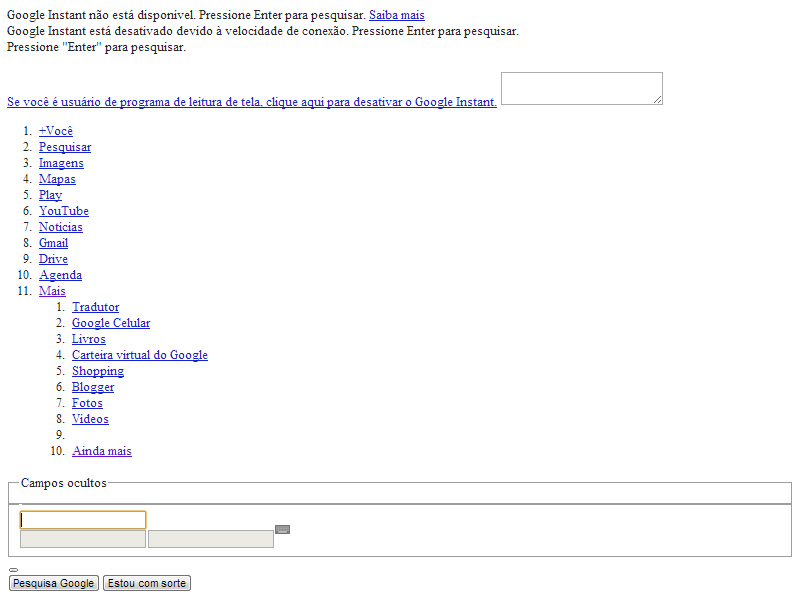 Google Instant não está disponível. Pressione Enter para pesquisar. Saiba mais
Google Instant está desativado devido à velocidade de conexão. Pressione Enter para pesquisar.
Pressione "Enter" para pesquisar.
Se você é usuário de programa de leitura de tela, clique aqui para desativar o Google Instant.
1. +Você
2. Pesquisar
3. Imagens
4. Mapas
5. Play
6. YouTube
7. Notícias
8. Gmail
9. Drive
10. Agenda
11. Mais
1. Tradutor
2. Google Celular
3. Livros
4. Carteira virtual do Google
5. Shopping
6. Blogger
7. Fotos
8. Vídeos
9.
10. Ainda mais
Campos ocultos
Pesquisa Google Estou com sorte